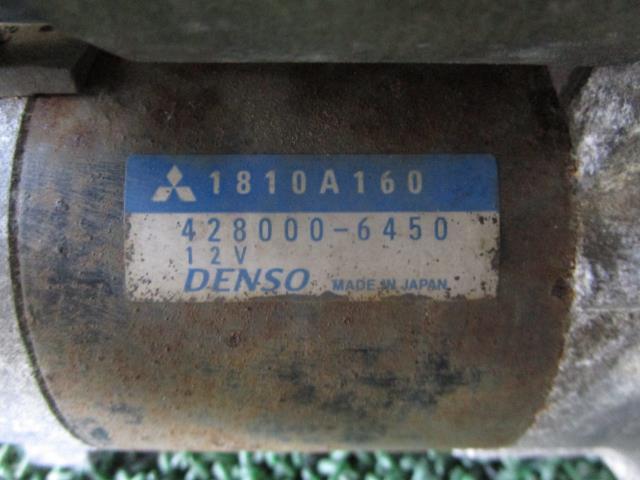 1810A160
428000-6450
12V
DENSO MADE IN JAPAN